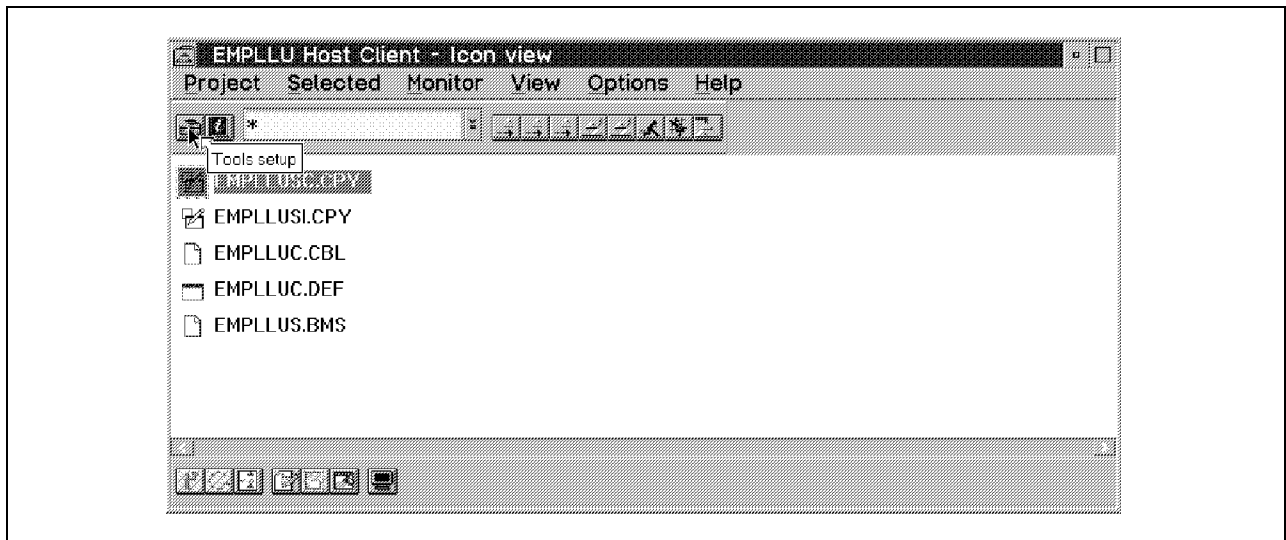 EMPLLU Host Client - Icon view
Project Selected Monitor View Options Help
*
Tools setup
EMPLLUSC.CPY
EMPLLUSI.CPY
EMPLLUC.CBL
EMPLLUC.DEF
EMPLLUS.BMS